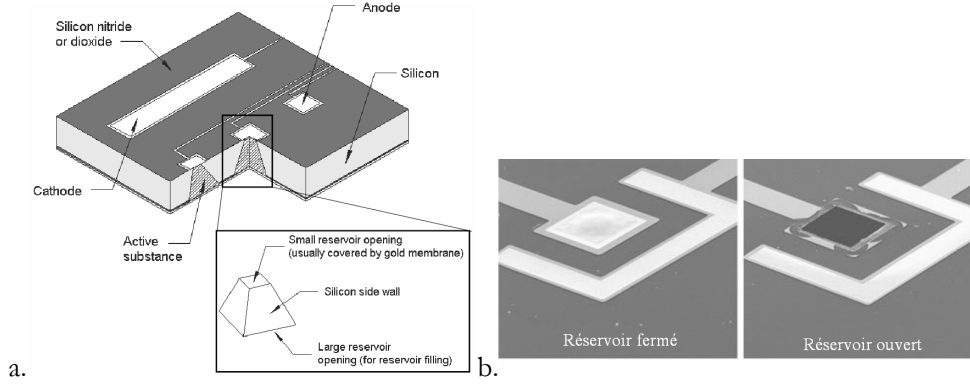 Anode
Silicon nitride
or dioxide
Silicon
Cathode
Active
substance
Small reservoir opening
(usually covered by gold membrane)
Silicon side wall
Large reservoir
opening (for reservoir filling)
a.
b.
Réservoir fermé
Réservoir ouvert